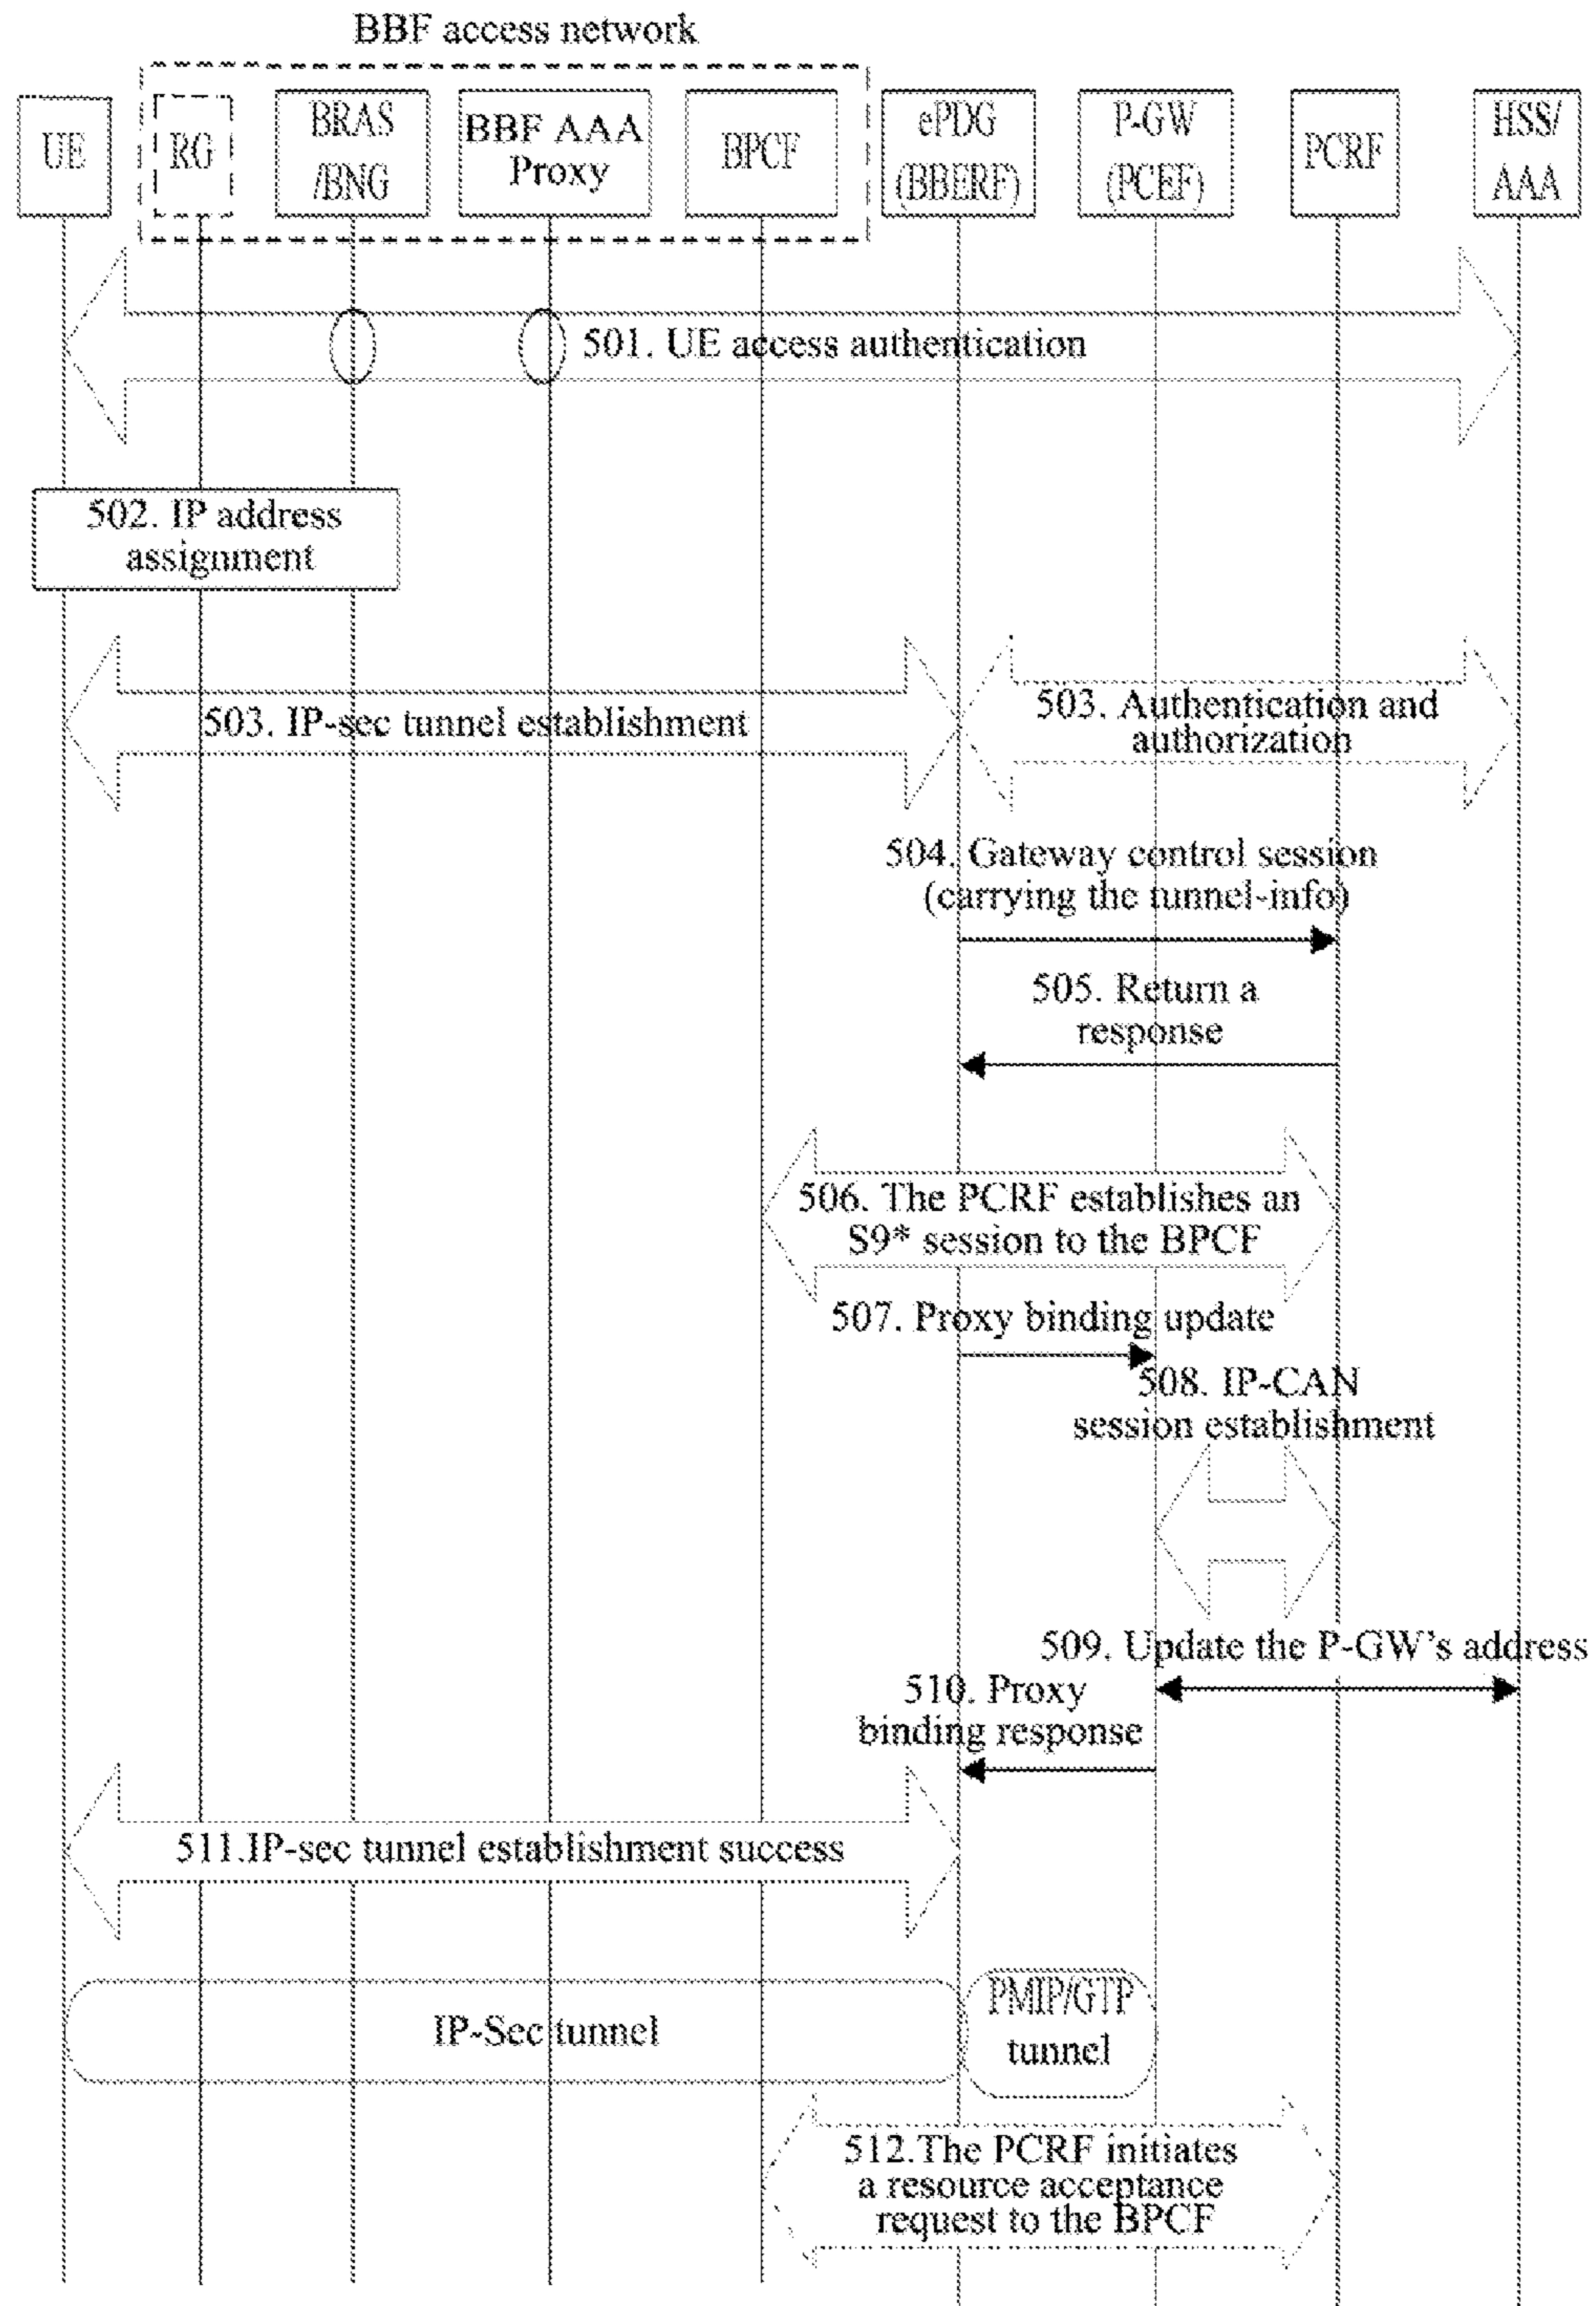 BBF access network
UE
RG
BRAS
/BNG
BBF AAA
Proxy
BPCF
ePDG
(BBERF)
P-GW
(PCEF)
PCRF
HSS/
AAA
501. UE access authentication
502. IP address
assignment
503. IP-sec tunnel establishment
503. Authentication and
authorization
504. Gateway control session
(carrying the tunnel-info)
505. Return a
response
506. The PCRF establishes an
S9* session to the BPCF
507. Proxy binding update
508. IP-CAN
session establishment
509. Update the P-GW's address
510. Proxy
binding response
511.IP-sec tunnel establishment success
IP-Sec tunnel
PMIP/GTP
tunnel
512.The PCRF initiates
a resource acceptance
request to the BPCF